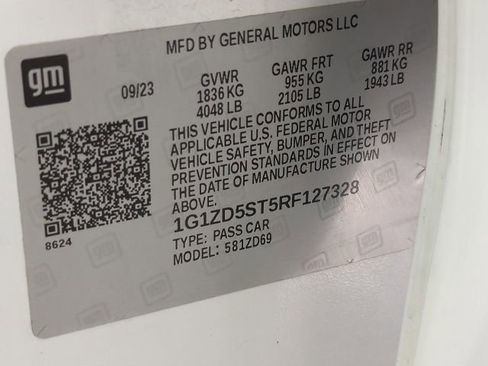 MFD BY GENERAL MOTORS LLC
gm
09/23
GVWR
1836 KG
4048 LB
GAWR FRT
955 KG
2105 LB
GAWR RR
881 KG
1943 LB
THIS VEHICLE CONFORMS TO ALL
APPLICABLE U.S. FEDERAL MOTOR
VEHICLE SAFETY, BUMPER, AND THEFT
PREVENTION STANDARDS IN EFFECT ON
THE DATE OF MANUFACTURE SHOWN
ABOVE.
1G1ZD5ST5RF127328
TYPE: PASS CAR
MODEL: 581ZD69
8624